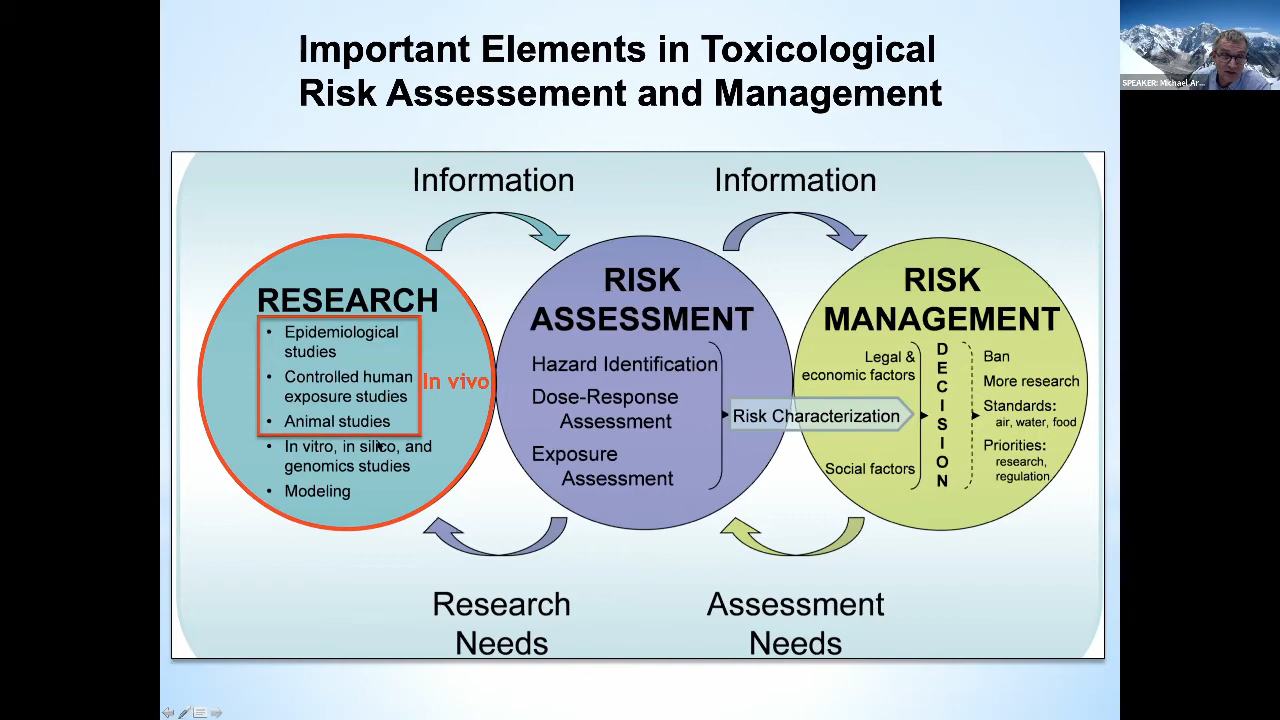 Important Elements in Toxicological
Risk Assessement and Management
SPEAKER: Michael Ar...
Information
Information
RESEARCH
• Epidemiological
studies
• Controlled human
exposure studies
• Animal studies
In vivo
• In vitro, in silico, and
genomics studies
• Modeling
RISK
ASSESSMENT
Hazard Identification
Dose-Response
Assessment
Exposure
Assessment
Risk Characterization
RISK
MANAGEMENT
Legal &
economic factors
Social factors
DECISION
Ban
More research
Standards:
air, water, food
Priorities:
research,
regulation
Research
Needs
Assessment
Needs